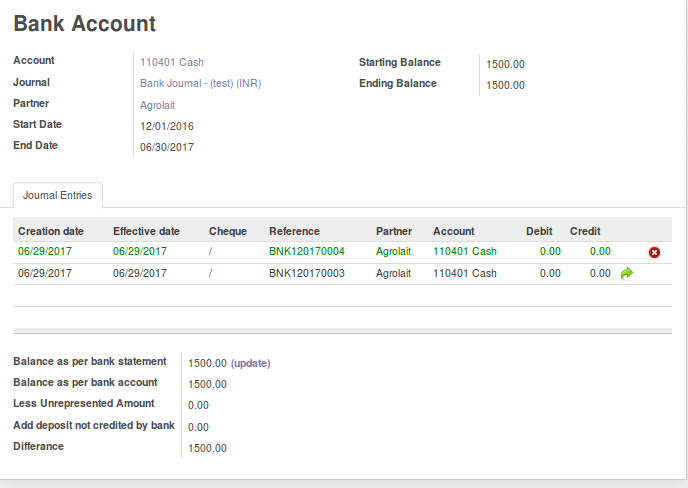 Bank Account
Account 110401 Cash Starting Balance 1500.00
Journal Bank Journal - (test) (INR) Ending Balance 1500.00
Partner Agrolait
Start Date 12/01/2016
End Date 06/30/2017
Journal Entries
Creation date Effective date Cheque Reference Partner Account Debit Credit
06/29/2017 06/29/2017 / BNK120170004 Agrolait 110401 Cash 0.00 0.00
06/29/2017 06/29/2017 / BNK120170003 Agrolait 110401 Cash 0.00 0.00
Balance as per bank statement 1500.00 (update)
Balance as per bank account 1500.00
Less Unrepresented Amount 0.00
Add deposit not credited by bank 0.00
Differance 1500.00